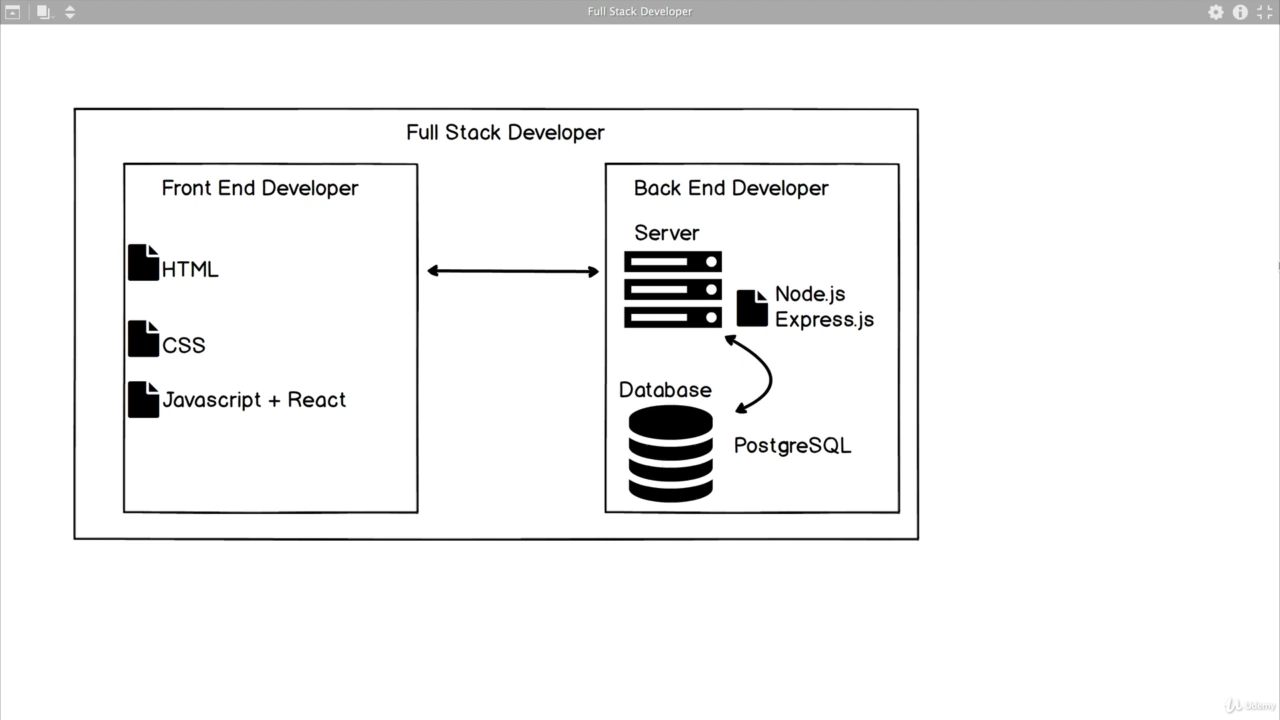 Full Stack Developer
Full Stack Developer
Front End Developer
HTML
CSS
Javascript + React
Back End Developer
Server
Node.js
Express.js
Database
PostgreSQL
Udemy